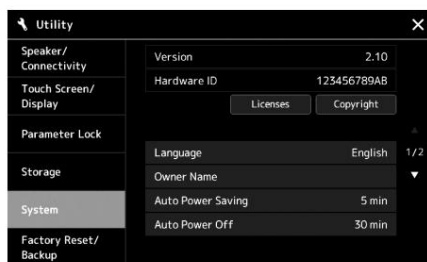 Utility
Speaker/
Connectivity
Touch Screen/
Display
Parameter Lock
Storage
System
Factory Reset/
Backup
Version 2.10
Hardware ID 123456789AB
Licenses Copyright
Language English
1/2
Owner Name
Auto Power Saving 5 min
Auto Power Off 30 min